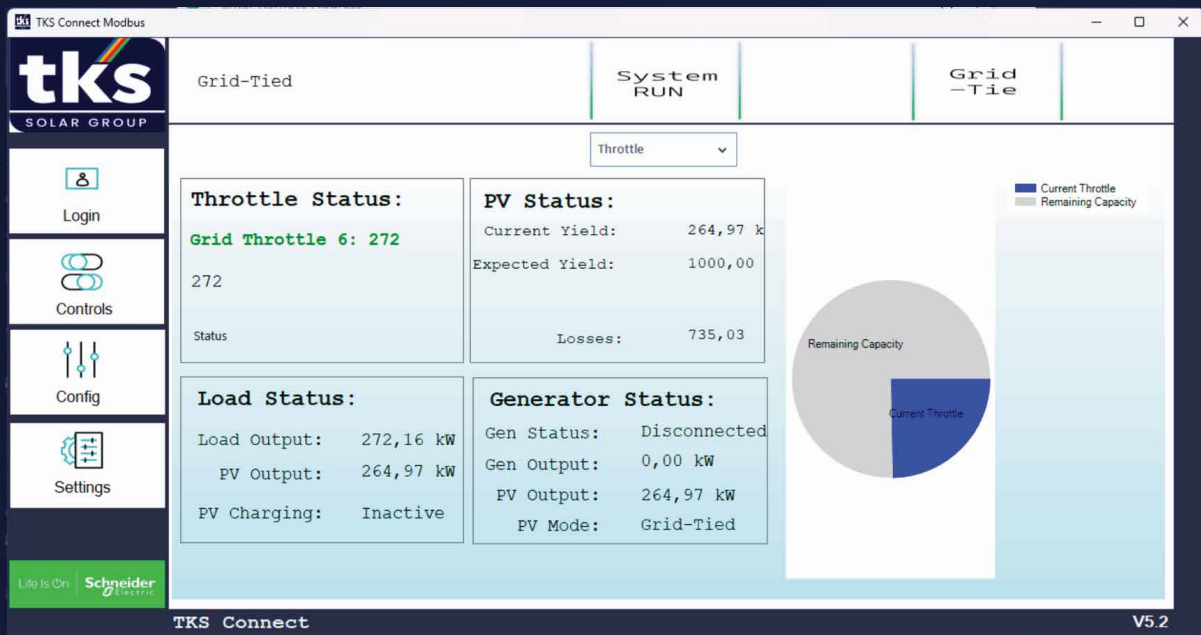 TKS Connect Modbus
tks
SOLAR GROUP
Grid-Tied
System
RUN
Grid
-Tie
Throttle
Login
Controls
Config
Settings
Throttle Status:
Grid Throttle 6: 272
272
Status
PV Status:
Current Yield: 264,97 k
Expected Yield: 1000,00
Losses: 735,03
Load Status:
Load Output: 272,16 kW
PV Output: 264,97 kW
PV Charging: Inactive
Generator Status:
Gen Status: Disconnected
Gen Output: 0,00 kW
PV Output: 264,97 kW
PV Mode: Grid-Tied
Current Throttle
Remaining Capacity
Remaining Capacity
Current Throttle
Life Is On Schneider
Electric
TKS Connect
V5.2